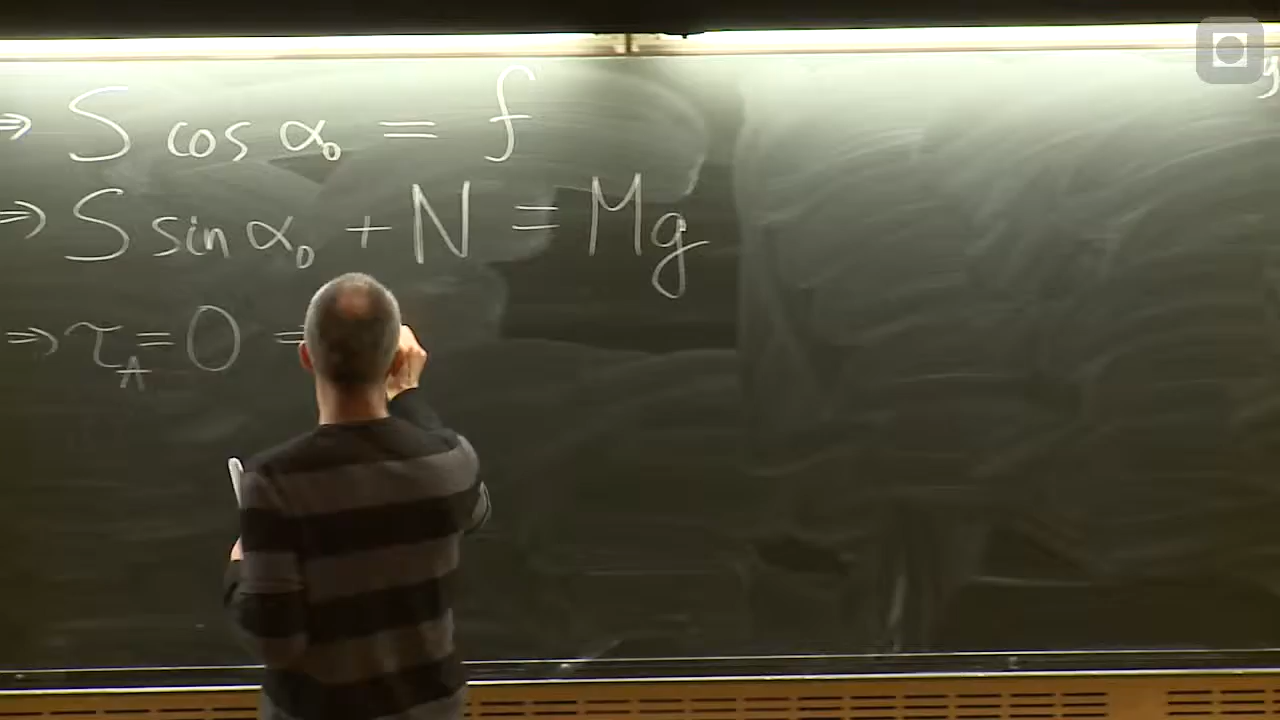 ⇒ S cos α₀ = f
⇒ S sin α₀ + N = Mg
⇒ τ_A = 0 =
y